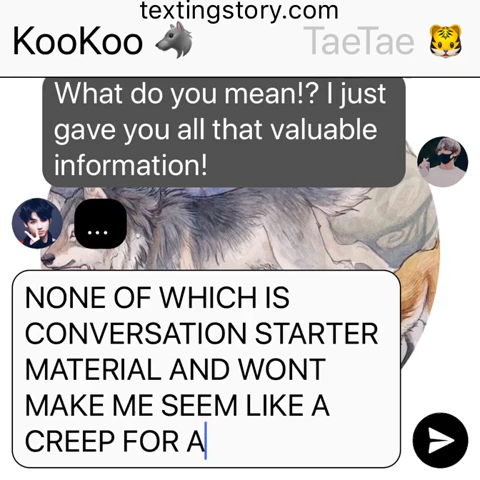 textingstory.com
KooKoo 🐺 TaeTae 🐯
What do you mean!? I just
gave you all that valuable
information!
...
NONE OF WHICH IS
CONVERSATION STARTER
MATERIAL AND WONT
MAKE ME SEEM LIKE A
CREEP FOR A